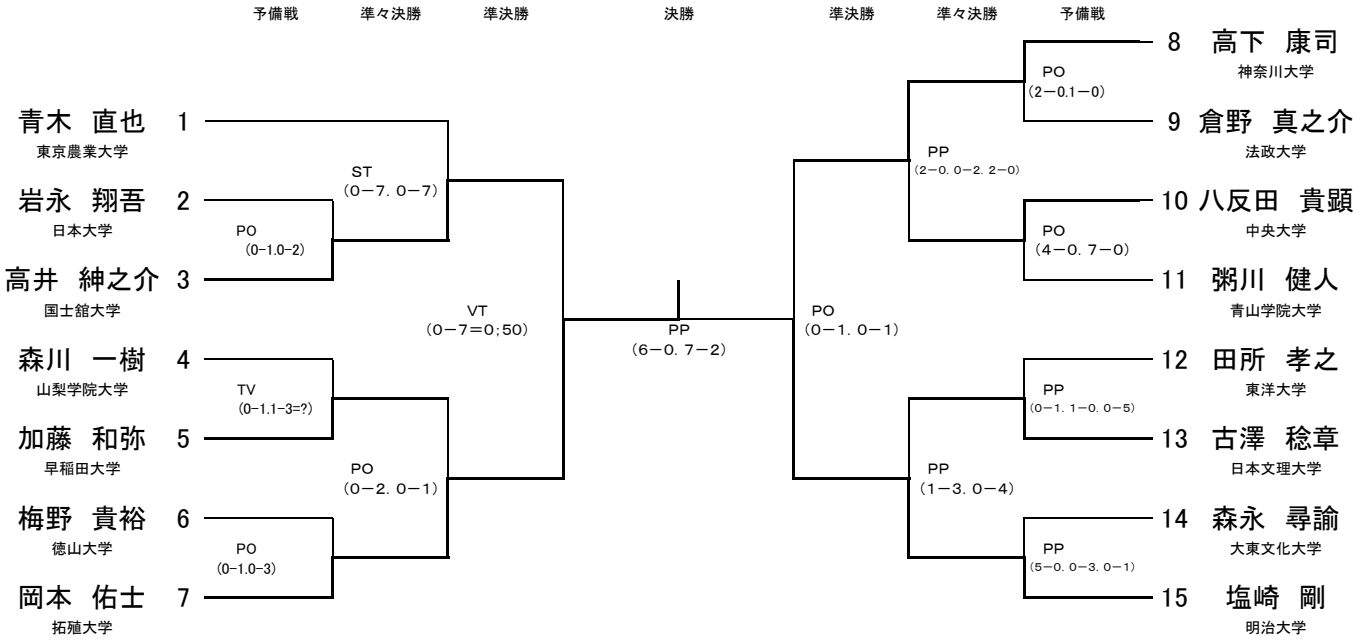 予備戦 準々決勝 準決勝 決勝 準決勝 準々決勝 予備戦
青木 直也 1
東京農業大学
岩永 翔吾 2
日本大学
高井 紳之介 3
国士舘大学
森川 一樹 4
山梨学院大学
加藤 和弥 5
早稲田大学
梅野 貴裕 6
徳山大学
岡本 佑士 7
拓殖大学
PO
(0-1.0-2)
TV
(0-1.1-3=?)
PO
(0-1.0-3)
ST
(0-7. 0-7)
PO
(0-2. 0-1)
VT
(0-7=0;50)
PP
(6-0. 7-2)
PO
(0-1. 0-1)
PP
(2-0. 0-2. 2-0)
PP
(1-3. 0-4)
PO
(2-0.1-0)
PO
(4-0. 7-0)
PP
(0-1. 1-0. 0-5)
PP
(5-0. 0-3. 0-1)
8 高下 康司
神奈川大学
9 倉野 真之介
法政大学
10 八反田 貴顕
中央大学
11 粥川 健人
青山学院大学
12 田所 孝之
東洋大学
13 古澤 稔章
日本文理大学
14 森永 尋諭
大東文化大学
15 塩崎 剛
明治大学